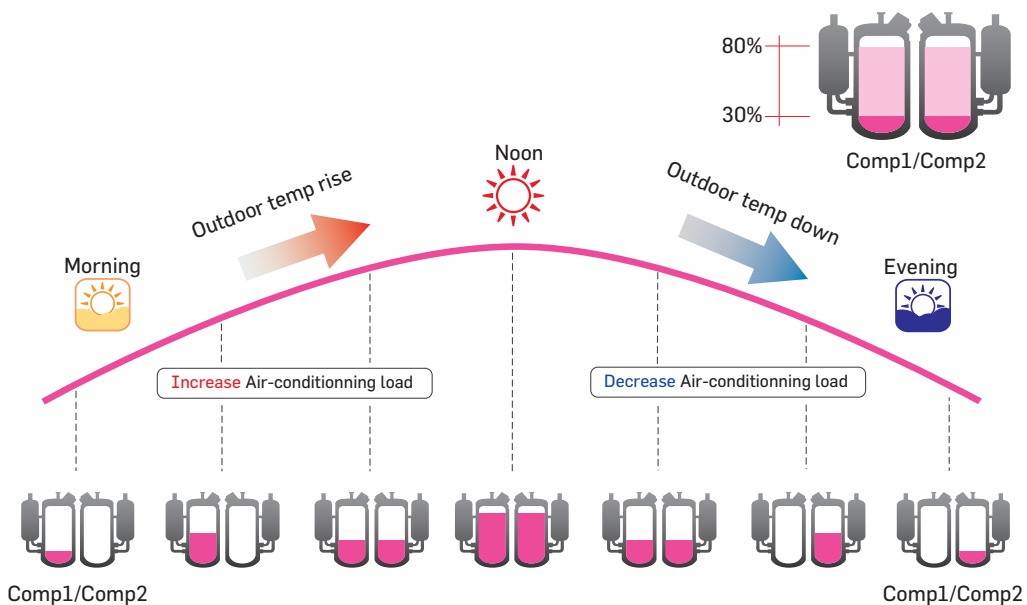 80%
30%
Comp1/Comp2
Noon
Outdoor temp rise
Outdoor temp down
Morning
Evening
Increase Air-conditionning load
Decrease Air-conditionning load
Comp1/Comp2
Comp1/Comp2